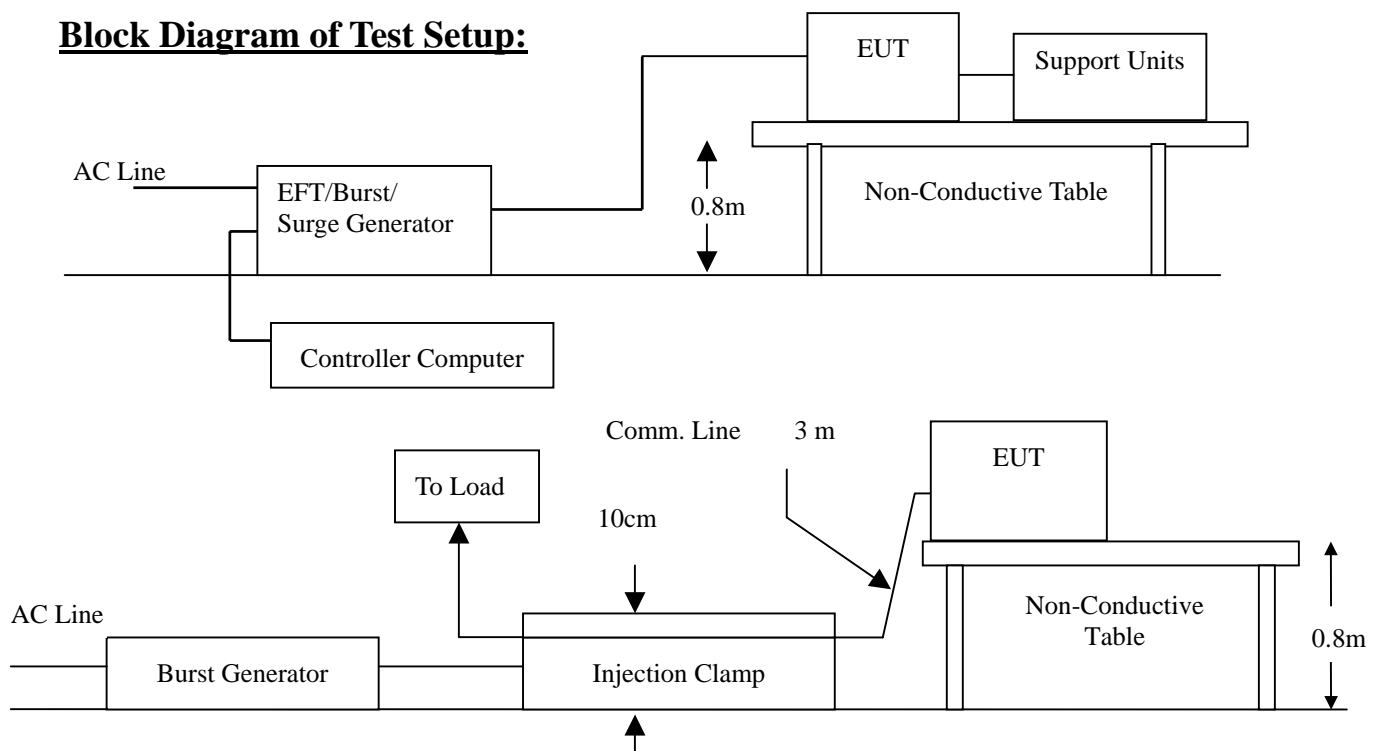 Block Diagram of Test Setup:
EUT
Support Units
AC Line
EFT/Burst/
Surge Generator
0.8m
Non-Conductive Table
Controller Computer
Comm. Line 3 m
EUT
To Load
10cm
AC Line
Non-Conductive
Table
0.8m
Burst Generator
Injection Clamp